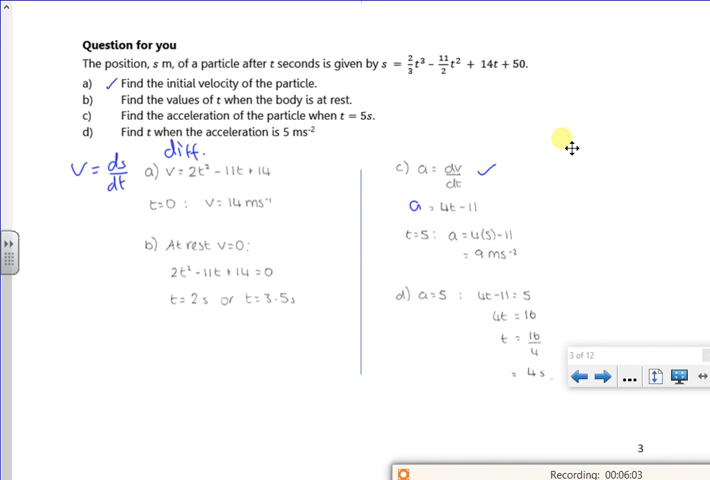 Question for you
The position, s m, of a particle after t seconds is given by s = 2/3 t³ − 11/2 t² + 14t + 50.
a) ✓ Find the initial velocity of the particle.
b) Find the values of t when the body is at rest.
c) Find the acceleration of the particle when t = 5s.
d) Find t when the acceleration is 5 ms⁻²
diff.
V = ds/dt
a) v = 2t² - 11t + 14
t=0 : v = 14 ms⁻¹
b) At rest v=0:
2t² - 11t + 14 = 0
t = 2s or t = 3.5s
c) a = dv/dt ✓
a = 4t - 11
t=5: a = 4(5) - 11
= 9 ms⁻²
d) a=5 : 4t - 11 = 5
4t = 16
t = 16/4
= 4s.
3 of 12
...
3
Recording: 00:06:03